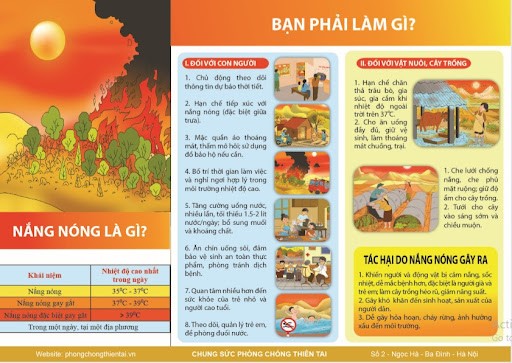 NẮNG NÓNG LÀ GÌ?
Khái niệm
Nhiệt độ cao nhất
trong ngày
Nắng nóng
35⁰C - 37⁰C
Nắng nóng gay gắt
37⁰C - 39⁰C
Nắng nóng đặc biệt gay gắt
> 39⁰C
Trong một ngày, tại một địa phương
Website: phongchongthientai.vn
BẠN PHẢI LÀM GÌ?
I. ĐỐI VỚI CON NGƯỜI
1. Chủ động theo dõi
thông tin dự báo thời tiết.
2. Hạn chế tiếp xúc với
nắng nóng (đặc biệt giữa
trưa).
3. Mặc quần áo thoáng
mát, thấm mồ hôi; sử dụng
đồ bảo hộ nếu cần.
4. Bố trí thời gian làm việc
và nghỉ ngơi hợp lý trong
môi trường nhiệt độ cao.
5. Tăng cường uống nước,
nhiều lần, tối thiểu 1.5-2 lít
nước/ngày; bổ sung muối
và khoáng chất.
6. Ăn chín uống sôi, đảm
bảo vệ sinh an toàn thực
phẩm, phòng tránh dịch
bệnh.
7. Quan tâm nhiều hơn đến
sức khỏe của trẻ nhỏ
và người cao tuổi.
8. Theo dõi, quản lý trẻ em,
đề phòng đuối nước.
II. ĐỐI VỚI VẬT NUÔI, CÂY TRỒNG
1. Hạn chế chăn
thả trâu bò, gia
súc, gia cầm khi
nhiệt độ ngoài
trời trên 37⁰C.
2. Cho ăn uống
đầy đủ, giữ vệ
sinh, làm thoáng
mát chuồng, trại.
1. Che lưới chống
nắng, che phủ
mặt ruộng; giữ độ
ẩm cho cây trồng.
2. Tưới cho cây
vào sáng sớm và
chiều muộn.
TÁC HẠI DO NẮNG NÓNG GÂY RA
1. Khiến người và động vật bị cảm nắng, sốc
nhiệt, dễ mắc bệnh hơn, đặc biệt là người già và
trẻ em; làm cây trồng héo rũ, giảm năng suất.
2. Gây khó khăn đến sinh hoạt, sản xuất của
người dân.
3. Dễ gây hỏa hoạn, cháy rừng, ảnh hưởng
xấu đến môi trường.
CHUNG SỨC PHÒNG CHỐNG THIÊN TAI
Số 2 - Ngọc Hà - Ba Đình - Hà Nội